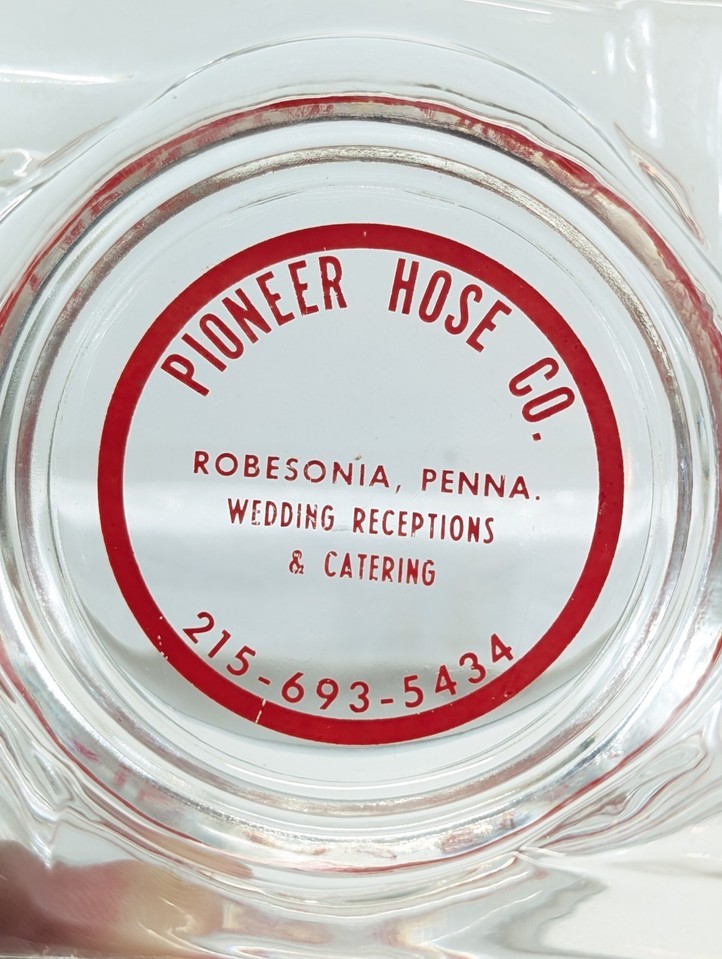 PIONEER HOSE CO.
ROBESONIA, PENNA.
WEDDING RECEPTIONS
& CATERING
215-693-5434